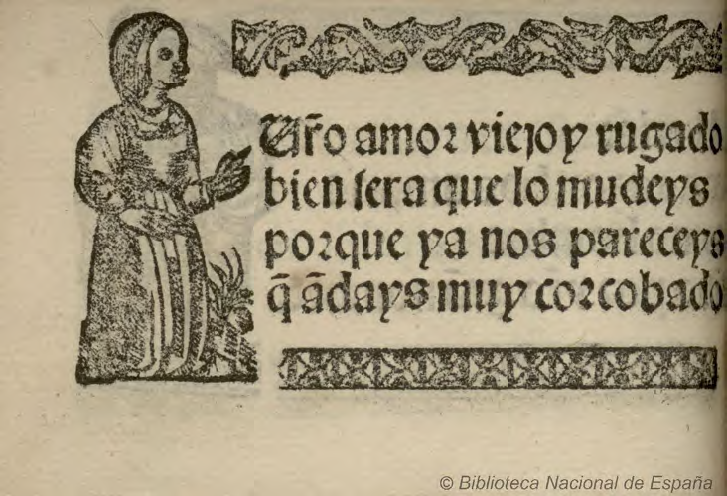 Ur̃o amor viejo y rugado
bien sera que lo mudeys
porque ya nos pareceys
q̃ ãdays muy corcobado
© Biblioteca Nacional de España